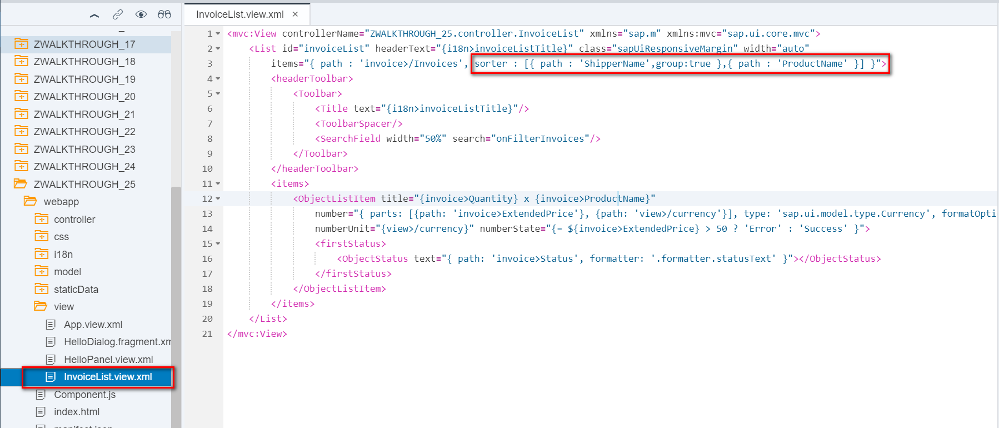 ZWALKTHROUGH_17
ZWALKTHROUGH_18
ZWALKTHROUGH_19
ZWALKTHROUGH_20
ZWALKTHROUGH_21
ZWALKTHROUGH_22
ZWALKTHROUGH_23
ZWALKTHROUGH_24
ZWALKTHROUGH_25
webapp
controller
css
i18n
model
staticData
view
App.view.xml
HelloDialog.fragment.xm
HelloPanel.view.xml
InvoiceList.view.xml
Component.js
index.html
InvoiceList.view.xml ×
1 <mvc:View controllerName="ZWALKTHROUGH_25.controller.InvoiceList" xmlns="sap.m" xmlns:mvc="sap.ui.core.mvc">
2 <List id="invoiceList" headerText="{i18n>invoiceListTitle}" class="sapUiResponsiveMargin" width="auto"
3 items="{ path : 'invoice>/Invoices', sorter : [{ path : 'ShipperName',group:true },{ path : 'ProductName' }] }">
4 <headerToolbar>
5 <Toolbar>
6 <Title text="{i18n>invoiceListTitle}"/>
7 <ToolbarSpacer/>
8 <SearchField width="50%" search="onFilterInvoices"/>
9 </Toolbar>
10 </headerToolbar>
11 <items>
12 <ObjectListItem title="{invoice>Quantity} x {invoice>ProductName}"
13 number="{ parts: [{path: 'invoice>ExtendedPrice'}, {path: 'view>/currency'}], type: 'sap.ui.model.type.Currency', formatOpti
14 numberUnit="{view>/currency}" numberState="{= ${invoice>ExtendedPrice} > 50 ? 'Error' : 'Success' }">
15 <firstStatus>
16 <ObjectStatus text="{ path: 'invoice>Status', formatter: '.formatter.statusText' }"></ObjectStatus>
17 </firstStatus>
18 </ObjectListItem>
19 </items>
20 </List>
21 </mvc:View>